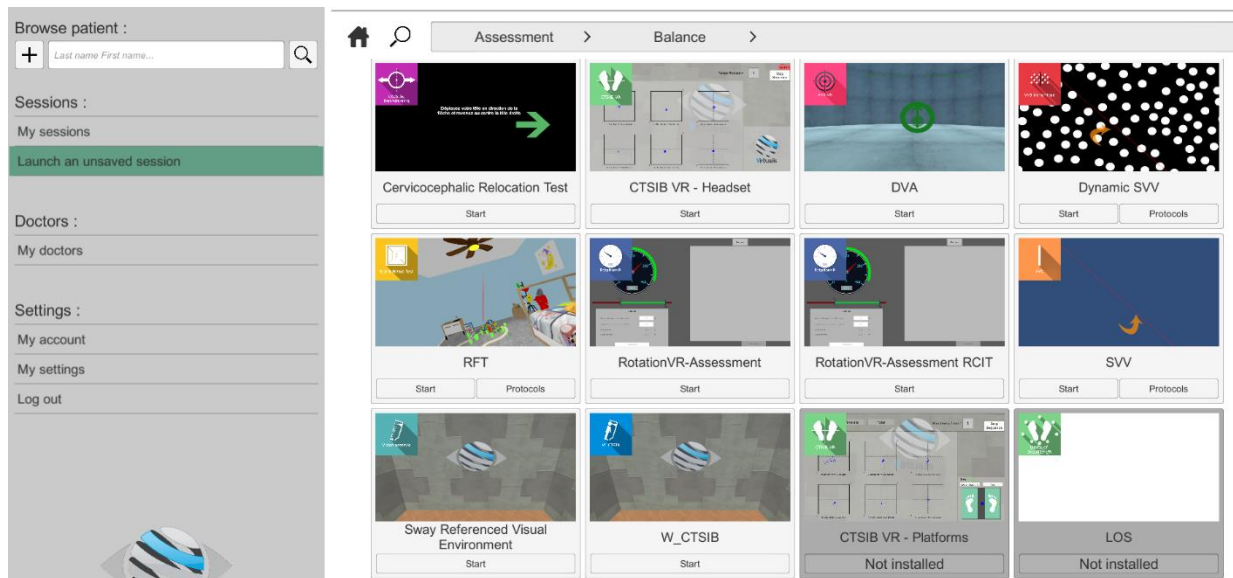 Browse patient :
+
Last name First name...
Sessions :
My sessions
Launch an unsaved session
Doctors :
My doctors
Settings :
My account
My settings
Log out
Assessment > Balance >
Déplacez votre tête en direction de la
flèche et revenez au centre la tête droite
Virtualis
Cervicocephalic Relocation Test
CTSIB VR - Headset
DVA
Dynamic SVV
Start
Start
Start
Start
Protocols
RFT
RotationVR-Assessment
RotationVR-Assessment RCIT
SVV
Start
Protocols
Start
Start
Start
Protocols
Sway Referenced Visual
Environment
W_CTSIB
CTSIB VR - Platforms
LOS
Start
Start
Not installed
Not installed